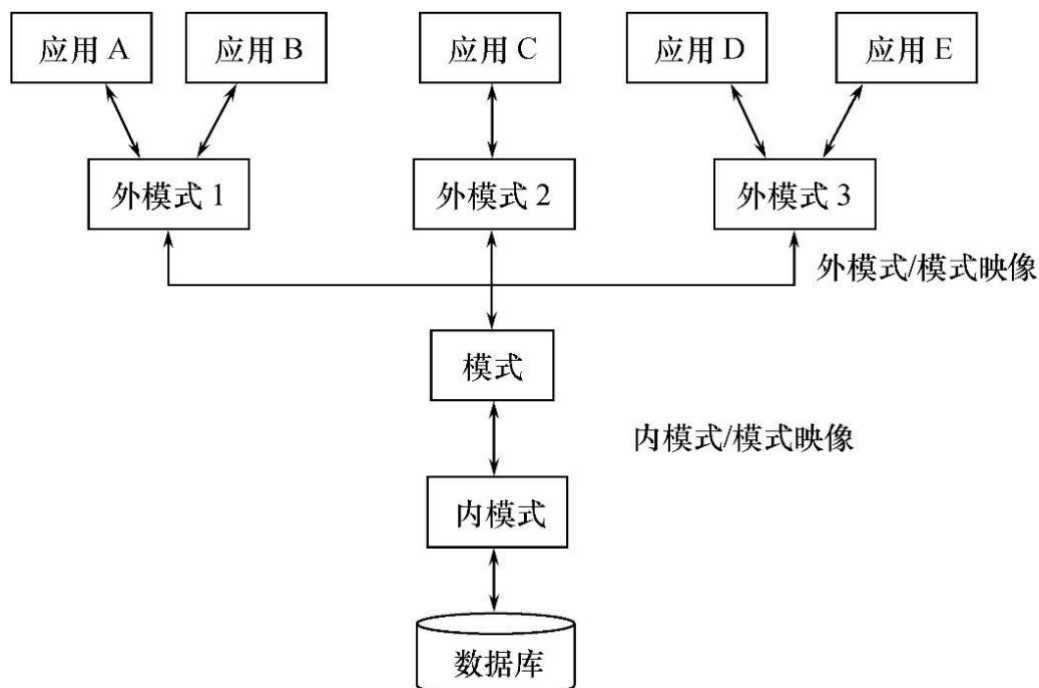 应用 A
应用 B
应用 C
应用 D
应用 E
外模式 1
外模式 2
外模式 3
外模式/模式映像
模式
内模式/模式映像
内模式
数据库